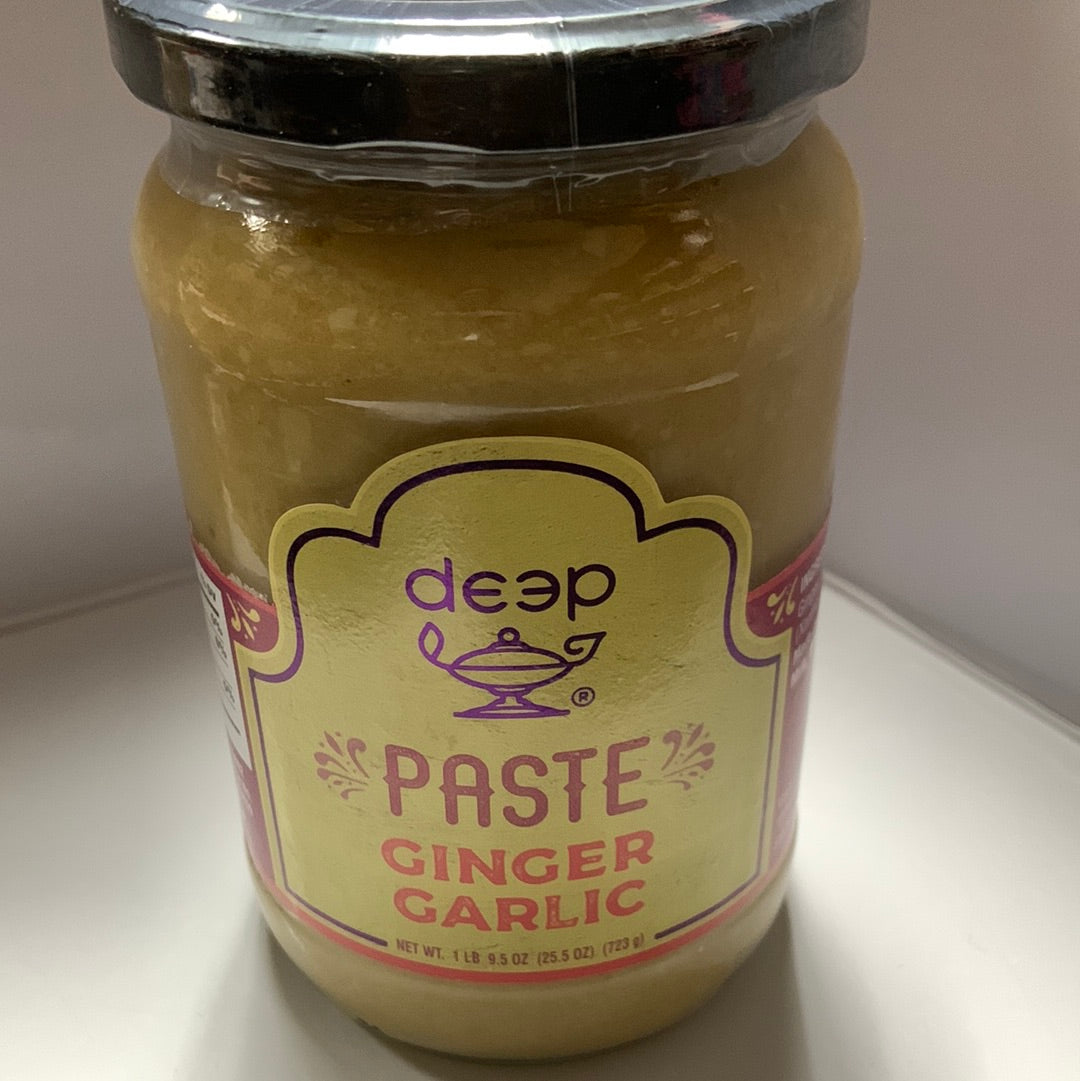 deep
®
PASTE
GINGER
GARLIC
NET WT. 1 LB 9.5 OZ (25.5 OZ) (723 g)